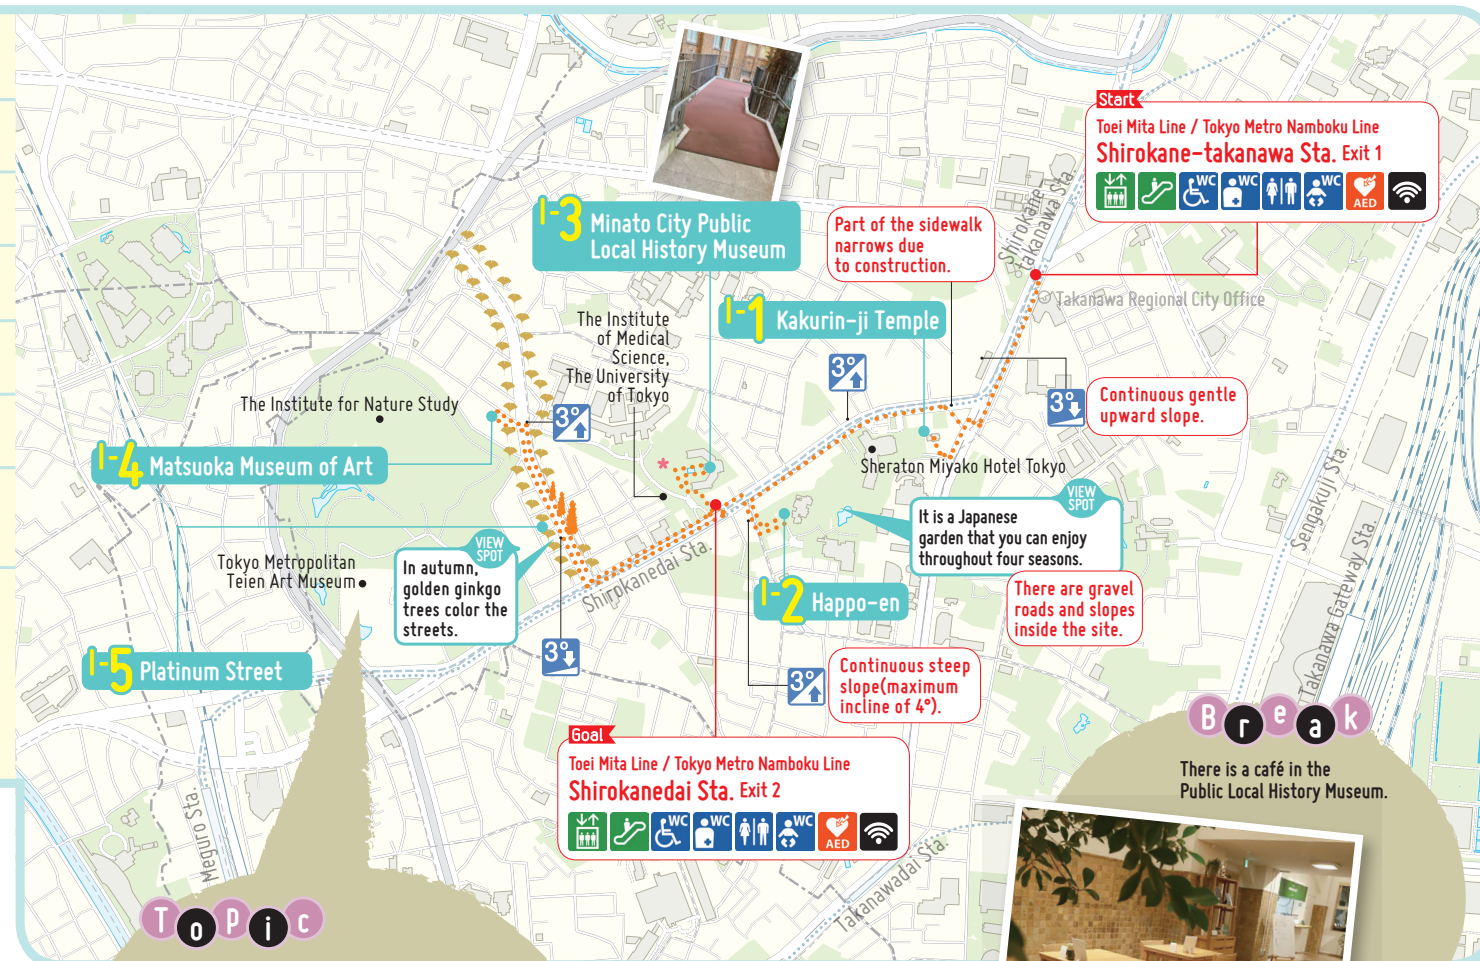 Start
Toei Mita Line / Tokyo Metro Namboku Line
Shirokane-takanawa Sta. Exit 1
WC
WC
WC
AED
Shirokane-
takanawa Sta.
Takanawa Regional City Office
I-3 Minato City Public
Local History Museum
Part of the sidewalk
narrows due
to construction.
I-1 Kakurin-ji Temple
The Institute
of Medical
Science,
The University
of Tokyo
3°
3°
Continuous gentle
upward slope.
3°
The Institute for Nature Study
I-4 Matsuoka Museum of Art
Sheraton Miyako Hotel Tokyo
VIEW
SPOT
It is a Japanese
garden that you can enjoy
throughout four seasons.
There are gravel
roads and slopes
inside the site.
Sengakuji Sta.
Takanawa Gateway Sta.
VIEW
SPOT
In autumn,
golden ginkgo
trees color the
streets.
Tokyo Metropolitan
Teien Art Museum
Shirokanedai Sta.
I-2 Happo-en
I-5 Platinum Street
3°
3°
Continuous steep
slope(maximum
incline of 4°).
Goal
Toei Mita Line / Tokyo Metro Namboku Line
Shirokanedai Sta. Exit 2
WC
WC
WC
AED
Meguro Sta.
Takanawadai Sta.
Topic
Break
There is a café in the
Public Local History Museum.